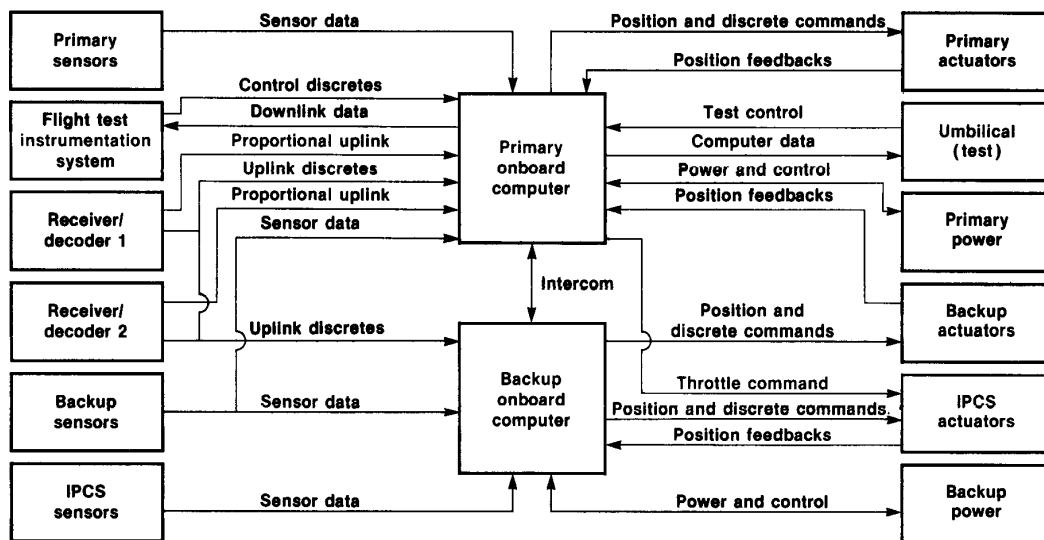 Primary
sensors
Flight test
instrumentation
system
Receiver/
decoder 1
Receiver/
decoder 2
Backup
sensors
IPCS
sensors
Sensor data
Control discretes
Downlink data
Proportional uplink
Uplink discretes
Proportional uplink
Sensor data
Uplink discretes
Sensor data
Sensor data
Primary
onboard
computer
Intercom
Backup
onboard
computer
Position and discrete commands
Position feedbacks
Test control
Computer data
Power and control
Position feedbacks
Position and
discrete commands
Throttle command
Position and discrete commands
Position feedbacks
Power and control
Primary
actuators
Umbilical
(test)
Primary
power
Backup
actuators
IPCS
actuators
Backup
power